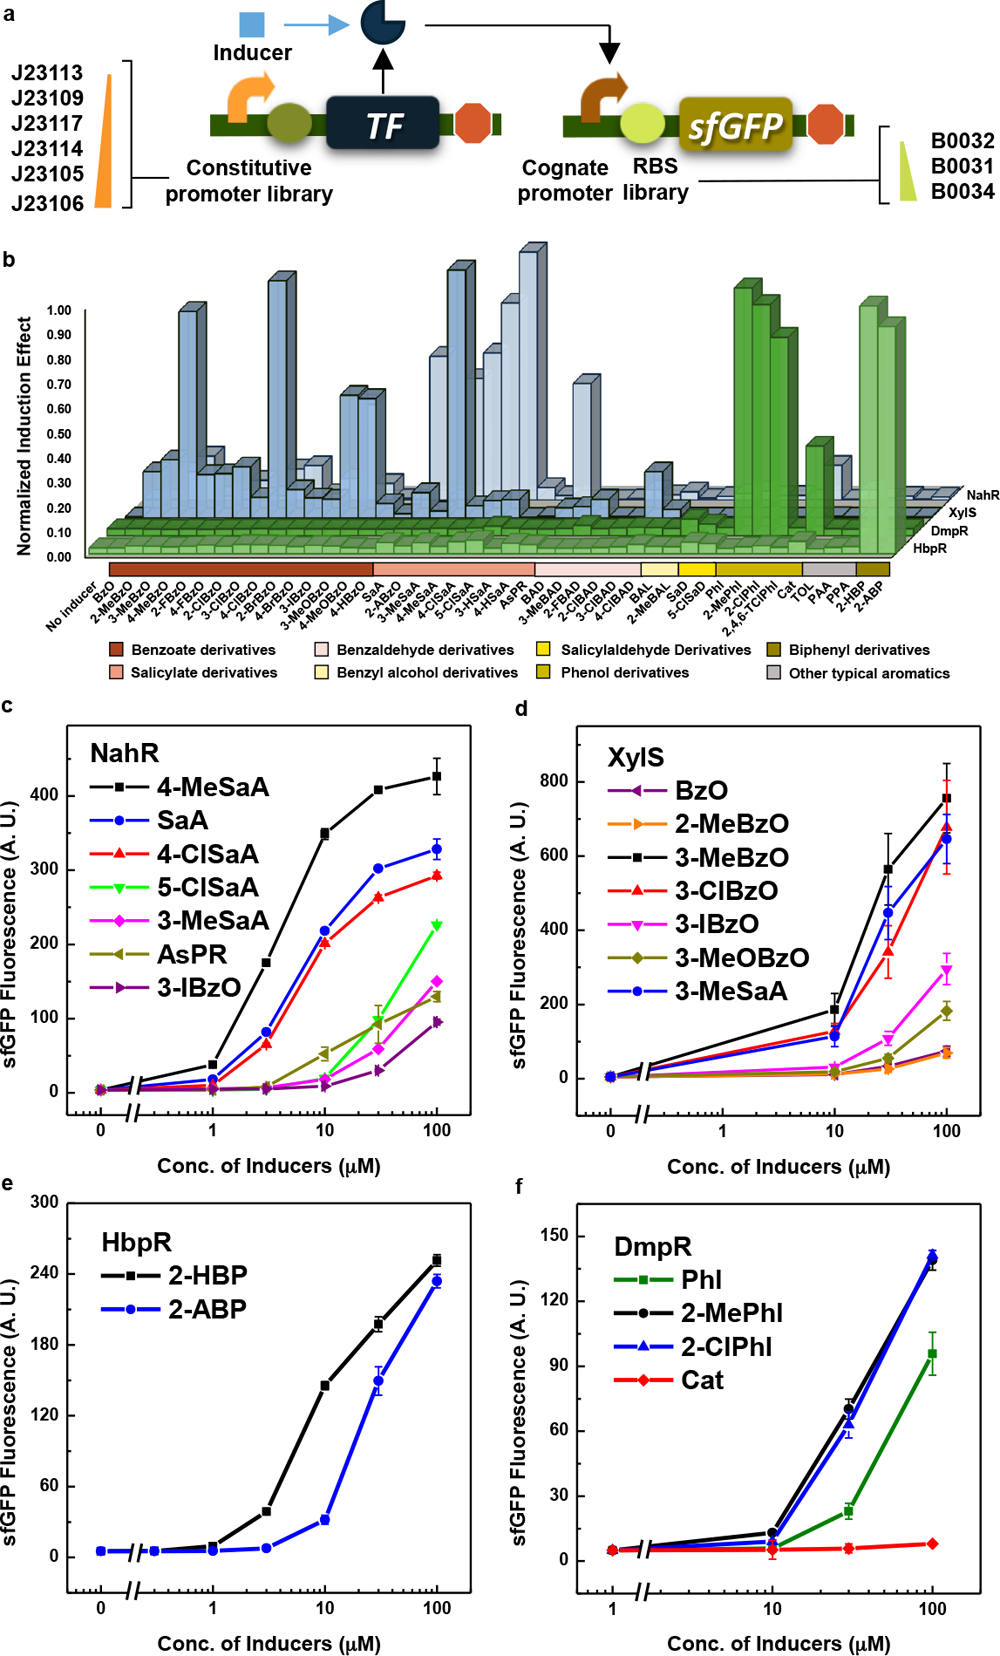 a
Inducer
J23113
J23109
J23117
J23114
J23105
J23106
TF
sfGFP
Constitutive
promoter library
Cognate
promoter
RBS
library
B0032
B0031
B0034
b
Normalized Induction Effect
1.00
0.90
0.80
0.70
0.60
0.50
0.40
0.30
0.20
0.10
0.00
NahR
XylS
DmpR
HbpR
No inducer
BzO
2-MeBzO
3-MeBzO
4-MeBzO
2-FBzO
4-FBzO
2-ClBzO
3-ClBzO
4-ClBzO
2-BrBzO
4-BrBzO
3-IBzO
2-MeOBzO
3-MeOBzO
4-MeOBzO
4-HBzO
SaA
2-ABzO
3-MeSaA
4-MeSaA
4-ClSaA
5-ClSaA
3-HSaA
4-HSaA
AsPR
BAD
3-MeBAD
2-FBAD
2-ClBAD
3-ClBAD
4-ClBAD
BAL
2-MeBAL
SaD
5-ClSaD
Phl
2-MePhl
2-ClPhl
2,4,6-TClPhl
Cat
TOL
PAA
PPA
2-HBP
2-ABP
Benzoate derivatives
Benzaldehyde derivatives
Salicylaldehyde Derivatives
Biphenyl derivatives
Salicylate derivatives
Benzyl alcohol derivatives
Phenol derivatives
Other typical aromatics
c
NahR
4-MeSaA
SaA
4-ClSaA
5-ClSaA
3-MeSaA
AsPR
3-IBzO
sfGFP Fluorescence (A. U.)
400
300
200
100
0
0
1
10
100
Conc. of Inducers (μM)
d
XylS
BzO
2-MeBzO
3-MeBzO
3-ClBzO
3-IBzO
3-MeOBzO
3-MeSaA
sfGFP Fluorescence (A. U.)
800
600
400
200
0
0
1
10
100
Conc. of Inducers (μM)
e
HbpR
2-HBP
2-ABP
sfGFP Fluorescence (A. U.)
300
240
180
120
60
0
0
1
10
100
Conc. of Inducers (μM)
f
DmpR
Phl
2-MePhl
2-ClPhl
Cat
sfGFP Fluorescence (A. U.)
150
120
90
60
30
0
1
10
100
Conc. of Inducers (μM)